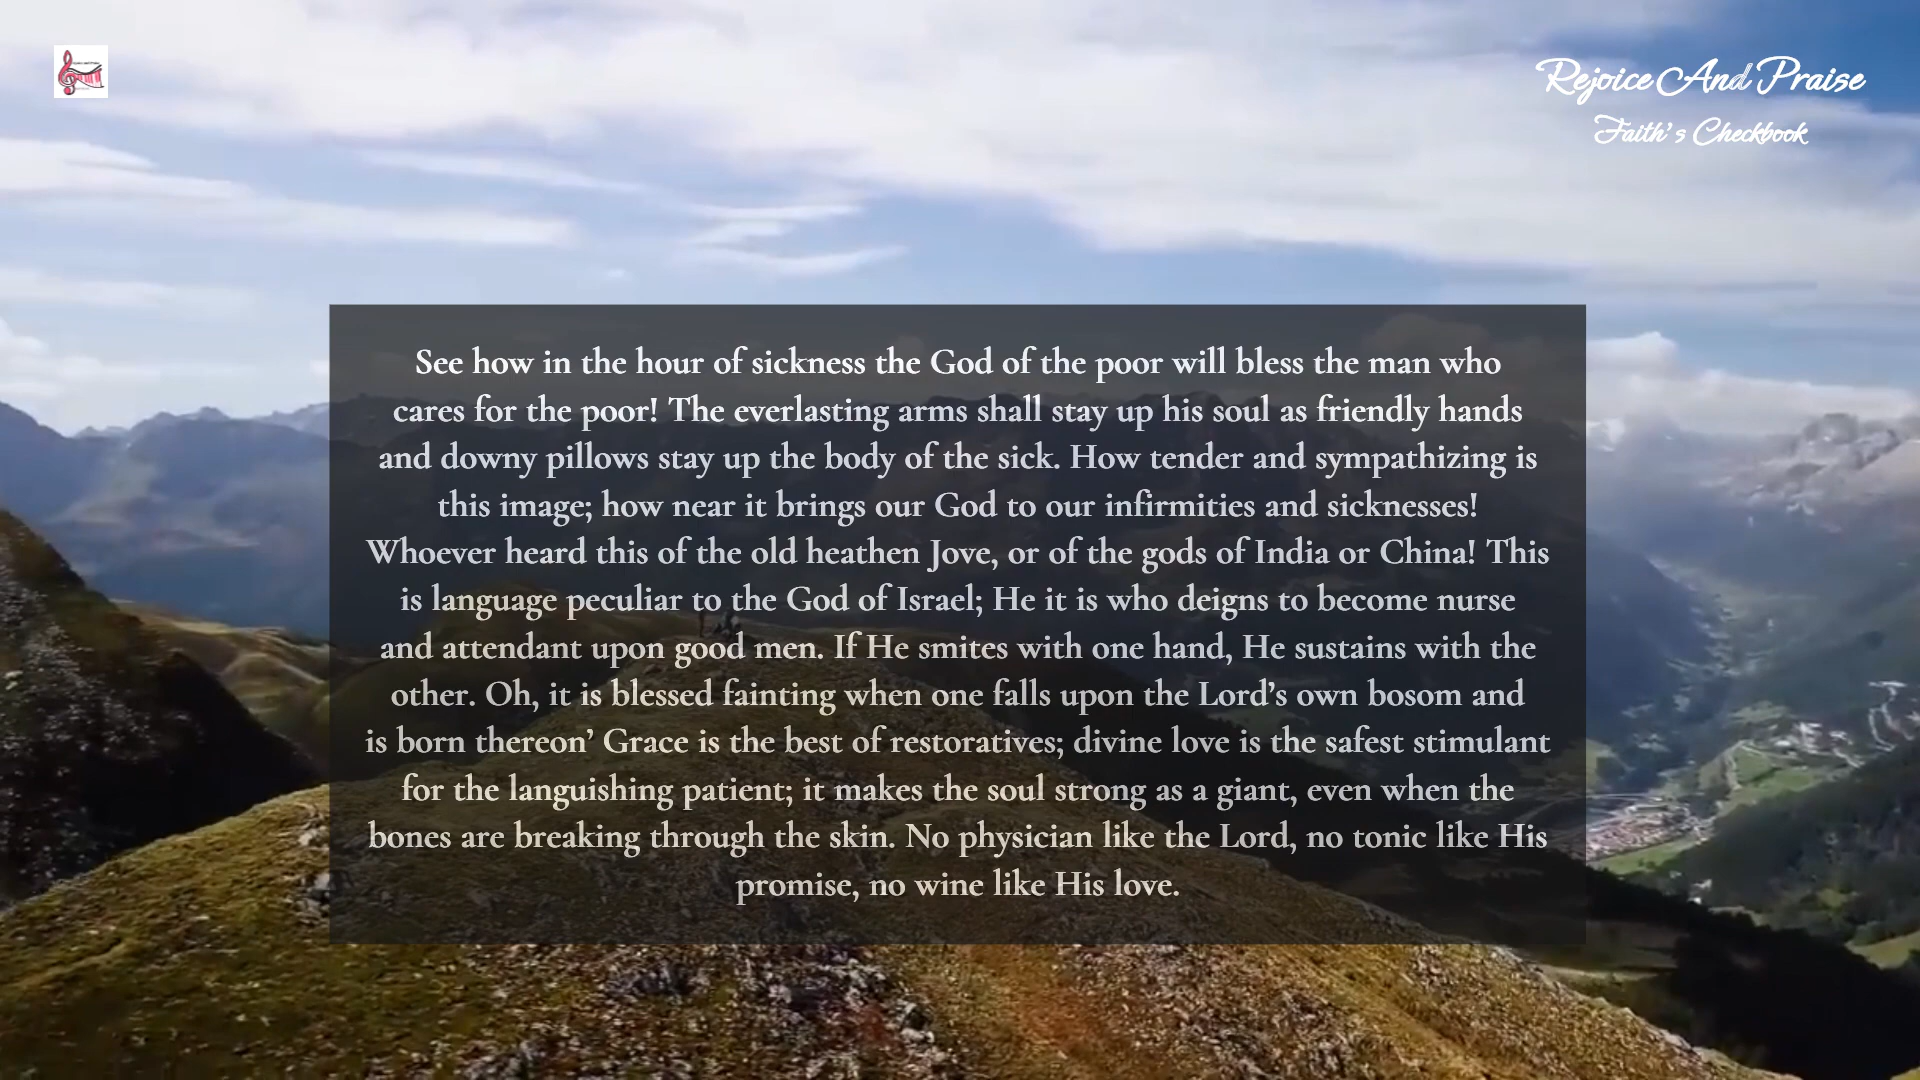 Rejoice And Praise
Faith's Checkbook
See how in the hour of sickness the God of the poor will bless the man who
cares for the poor! The everlasting arms shall stay up his soul as friendly hands
and downy pillows stay up the body of the sick. How tender and sympathizing is
this image; how near it brings our God to our infirmities and sicknesses!
Whoever heard this of the old heathen Jove, or of the gods of India or China! This
is language peculiar to the God of Israel; He it is who deigns to become nurse
and attendant upon good men. If He smites with one hand, He sustains with the
other. Oh, it is blessed fainting when one falls upon the Lord’s own bosom and
is born thereon’ Grace is the best of restoratives; divine love is the safest stimulant
for the languishing patient; it makes the soul strong as a giant, even when the
bones are breaking through the skin. No physician like the Lord, no tonic like His
promise, no wine like His love.